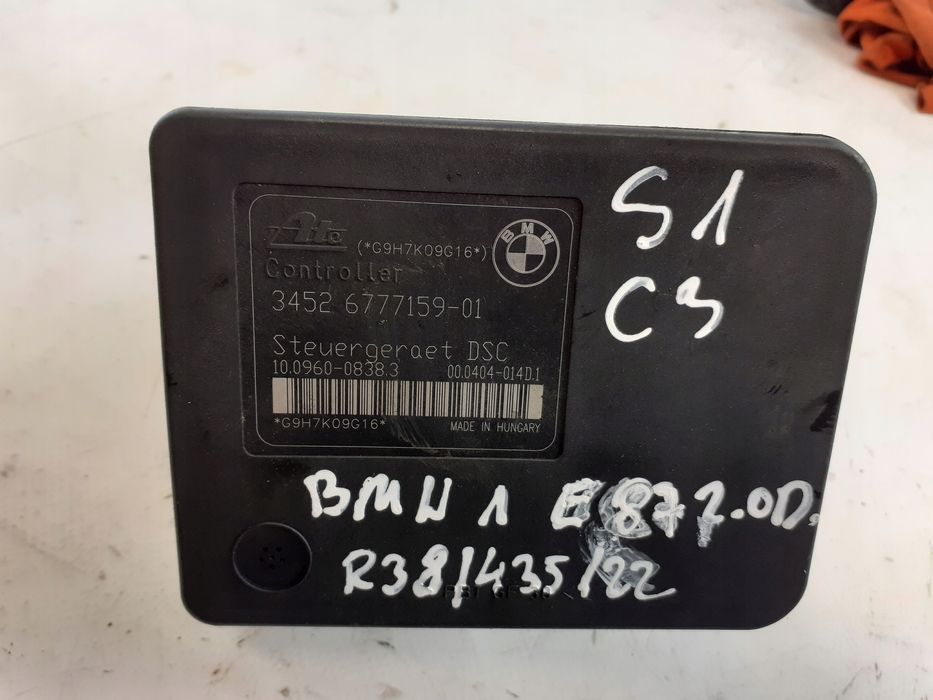 Ate (*G9H7K09G16*) BMW
Controller
3452 6777159-01
Steuergeraet DSC
10.0960-0838.3 00.0404-014D.1
*G9H7K09G16* MADE IN HUNGARY
S1
C3
BMW 1 E87 2.0D.
R38/435/22